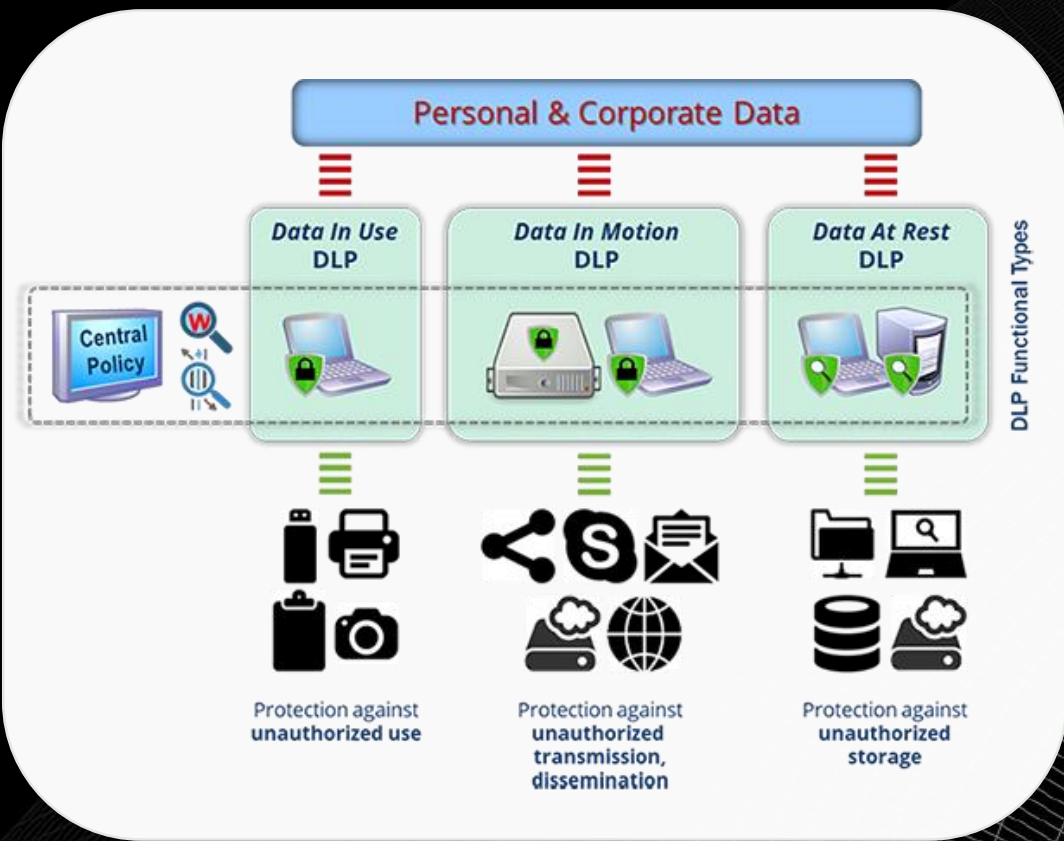 Personal & Corporate Data
Data In Use
DLP
Data In Motion
DLP
Data At Rest
DLP
DLP Functional Types
Central
Policy
W
S
Protection against
unauthorized use
Protection against
unauthorized
transmission,
dissemination
Protection against
unauthorized
storage